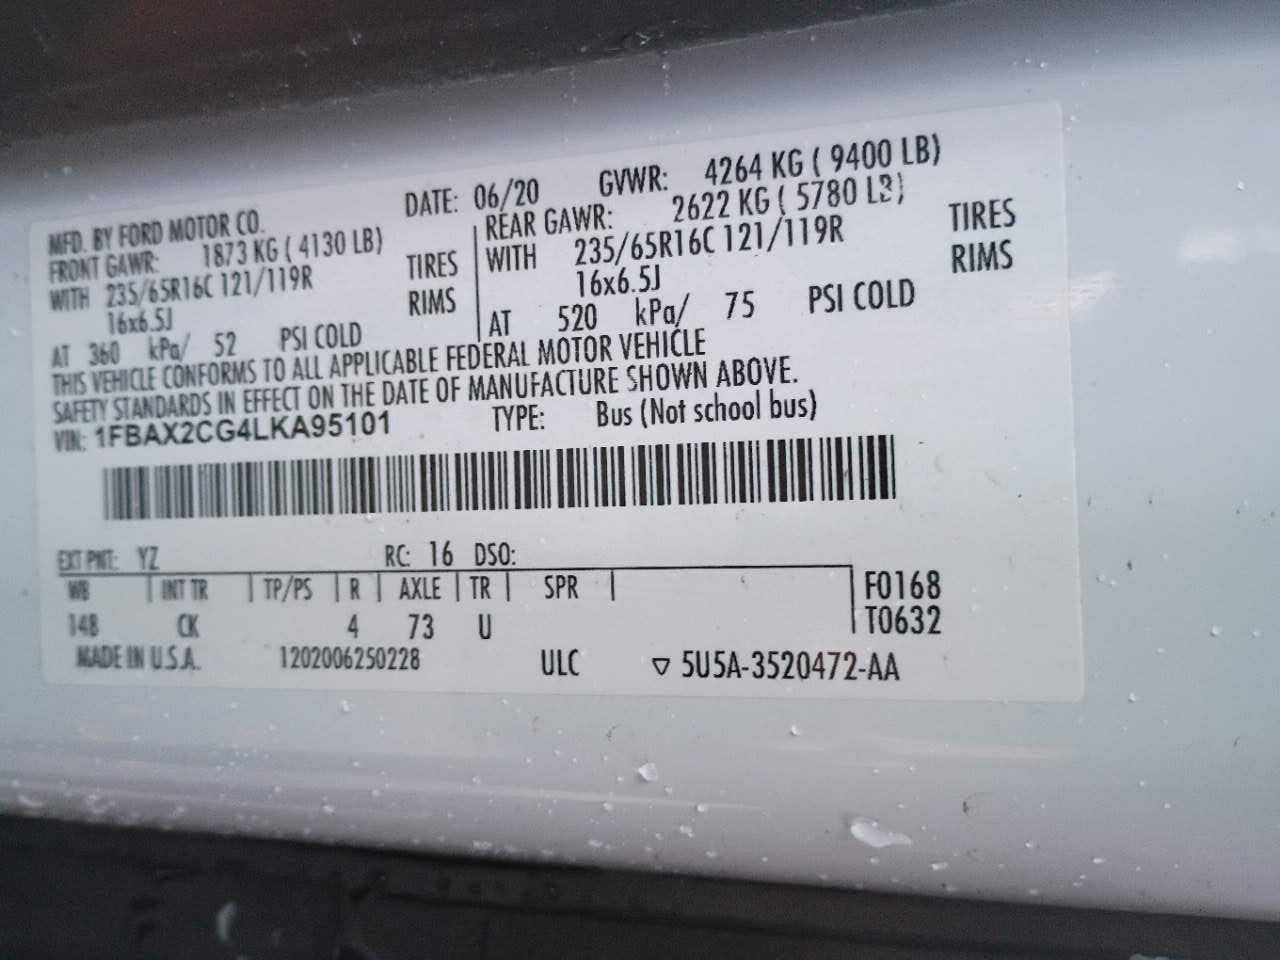 MFD. BY FORD MOTOR CO. DATE: 06/20 GVWR: 4264 KG ( 9400 LB)
FRONT GAWR: 1873 KG ( 4130 LB) REAR GAWR: 2622 KG ( 5780 LB)
WITH 235/65R16C 121/119R TIRES WITH 235/65R16C 121/119R TIRES
16x6.5J RIMS 16x6.5J RIMS
AT 360 kPa/ 52 PSI COLD AT 520 kPa/ 75 PSI COLD
THIS VEHICLE CONFORMS TO ALL APPLICABLE FEDERAL MOTOR VEHICLE
SAFETY STANDARDS IN EFFECT ON THE DATE OF MANUFACTURE SHOWN ABOVE.
VIN: 1FBAX2CG4LKA95101 TYPE: Bus (Not school bus)
EXT PNT: YZ RC: 16 DSO:
WB INT TR TP/PS R AXLE TR SPR F0168
148 CK 4 73 U T0632
MADE IN U.S.A. 1202006250228 ULC ▽ 5U5A-3520472-AA